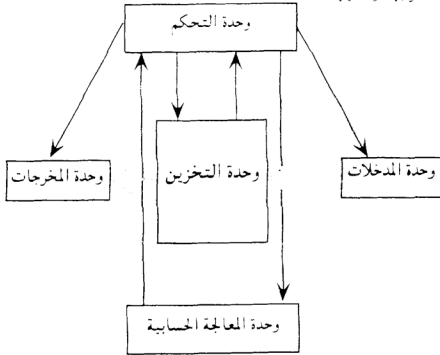 وحدة التحكم
وحدة التخزين
وحدة المدخلات
وحدة المخرجات
وحدة المعالجة الحسابية